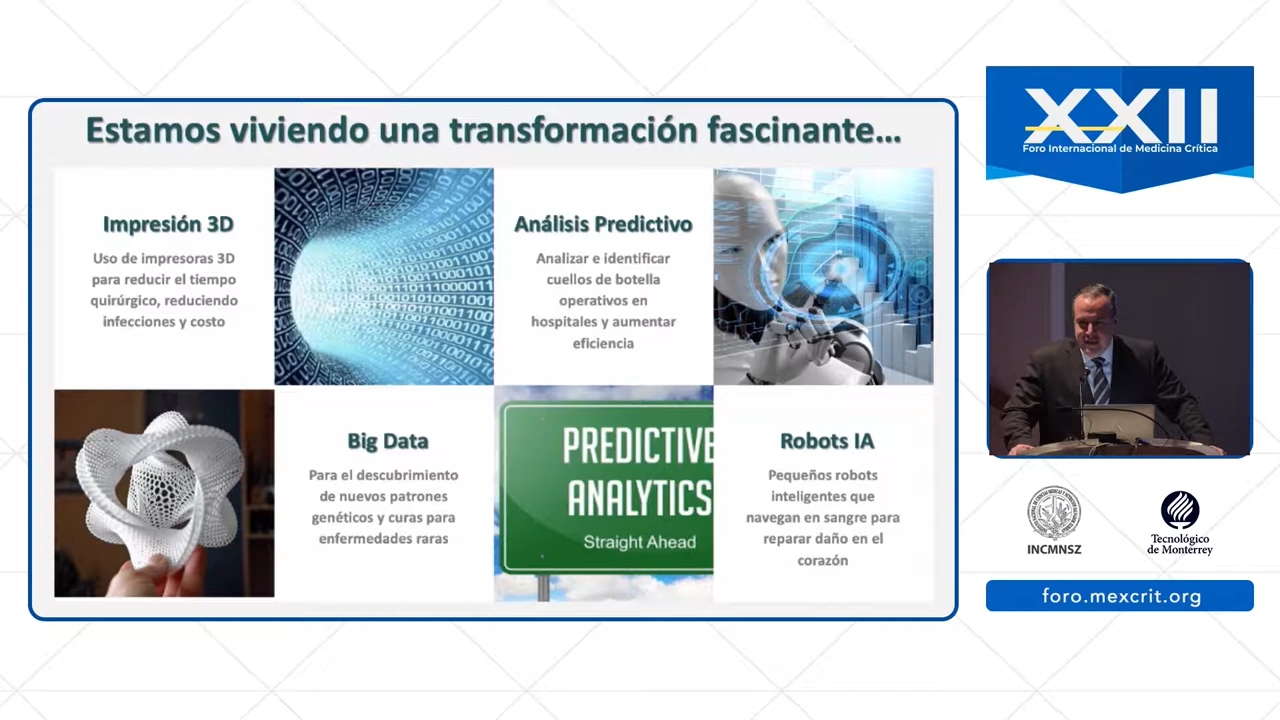 Estamos viviendo una transformación fascinante...
Impresión 3D
Uso de impresoras 3D
para reducir el tiempo
quirúrgico, reduciendo
infecciones y costo
Análisis Predictivo
Analizar e identificar
cuellos de botella
operativos en
hospitales y aumentar
eficiencia
Big Data
Para el descubrimiento
de nuevos patrones
genéticos y curas para
enfermedades raras
PREDICTIVE
ANALYTICS
Straight Ahead
Robots IA
Pequeños robots
inteligentes que
navegan en sangre para
reparar daño en el
corazón
XXII
Foro Internacional de Medicina Crítica
INCMNSZ
Tecnológico
de Monterrey
foro.mexcrit.org